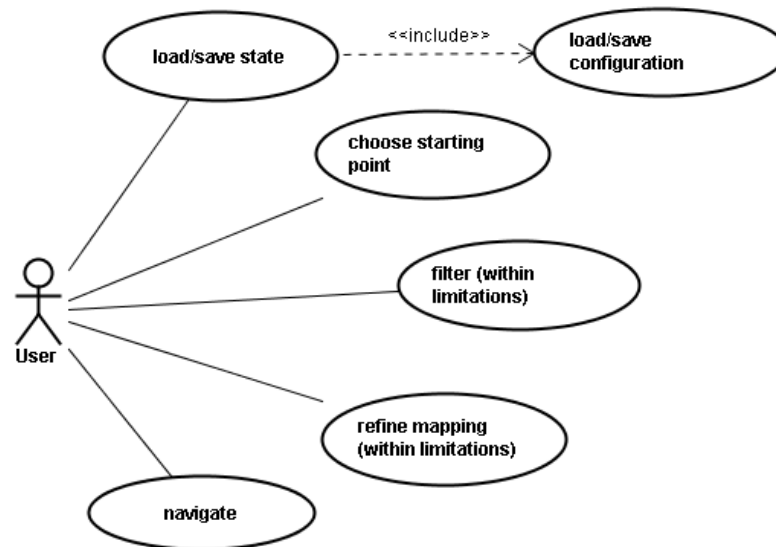 load/save state
<<include>>
load/save
configuration
choose starting
point
filter (within
limitations)
User
refine mapping
(within limitations)
navigate